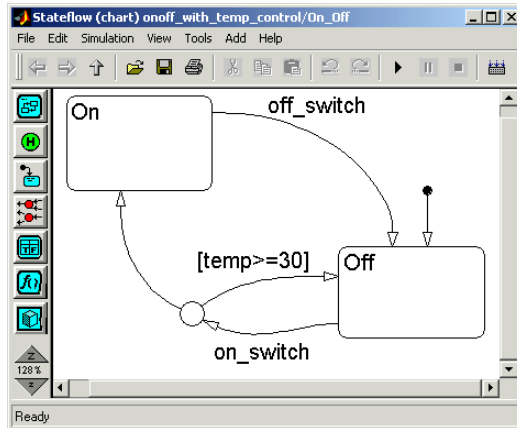 Stateflow (chart) onoff_with_temp_control/On_Off
File Edit Simulation View Tools Add Help
On
off_switch
H
[temp>=30]
Off
f()
on_switch
Z
128%
z
Ready